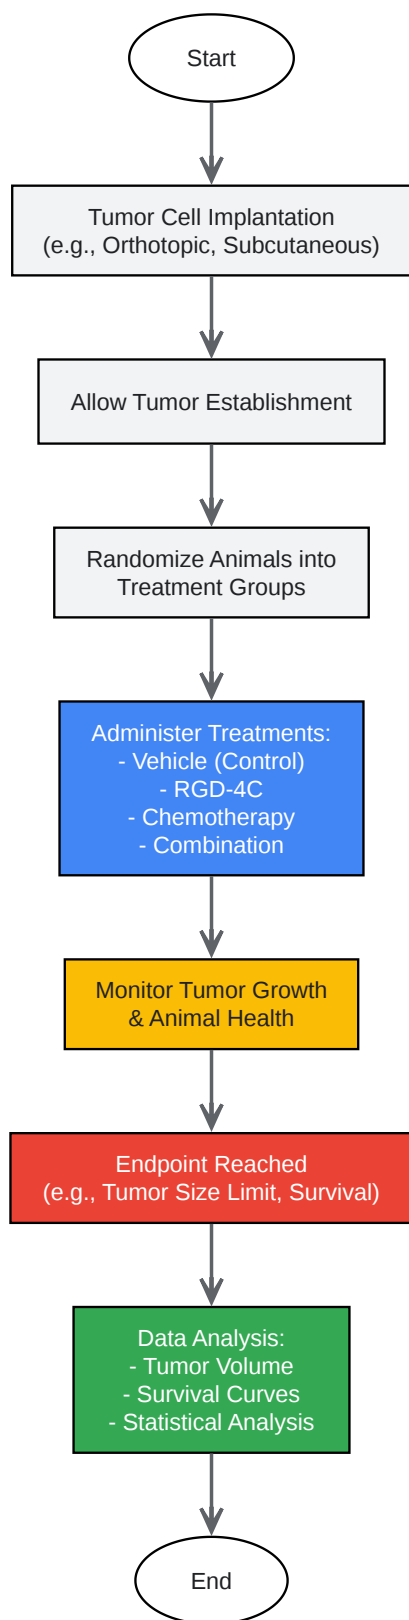 Start
Tumor Cell Implantation
(e.g., Orthotopic, Subcutaneous)
Allow Tumor Establishment
Randomize Animals into
Treatment Groups
Administer Treatments:
- Vehicle (Control)
- RGD-4C
- Chemotherapy
- Combination
Monitor Tumor Growth
& Animal Health
Endpoint Reached
(e.g., Tumor Size Limit, Survival)
Data Analysis:
- Tumor Volume
- Survival Curves
- Statistical Analysis
End